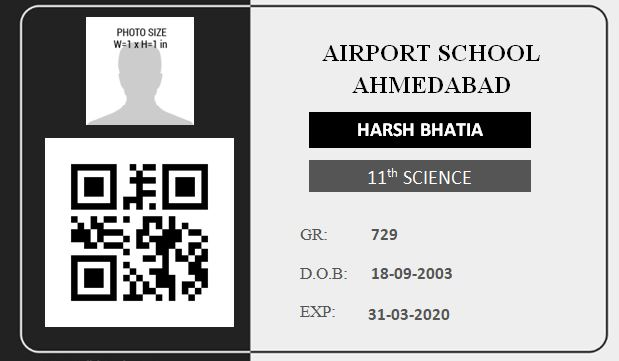 PHOTO SIZE
W=1 x H=1 in
AIRPORT SCHOOL
AHMEDABAD
HARSH BHATIA
11th SCIENCE
GR: 729
D.O.B: 18-09-2003
EXP: 31-03-2020